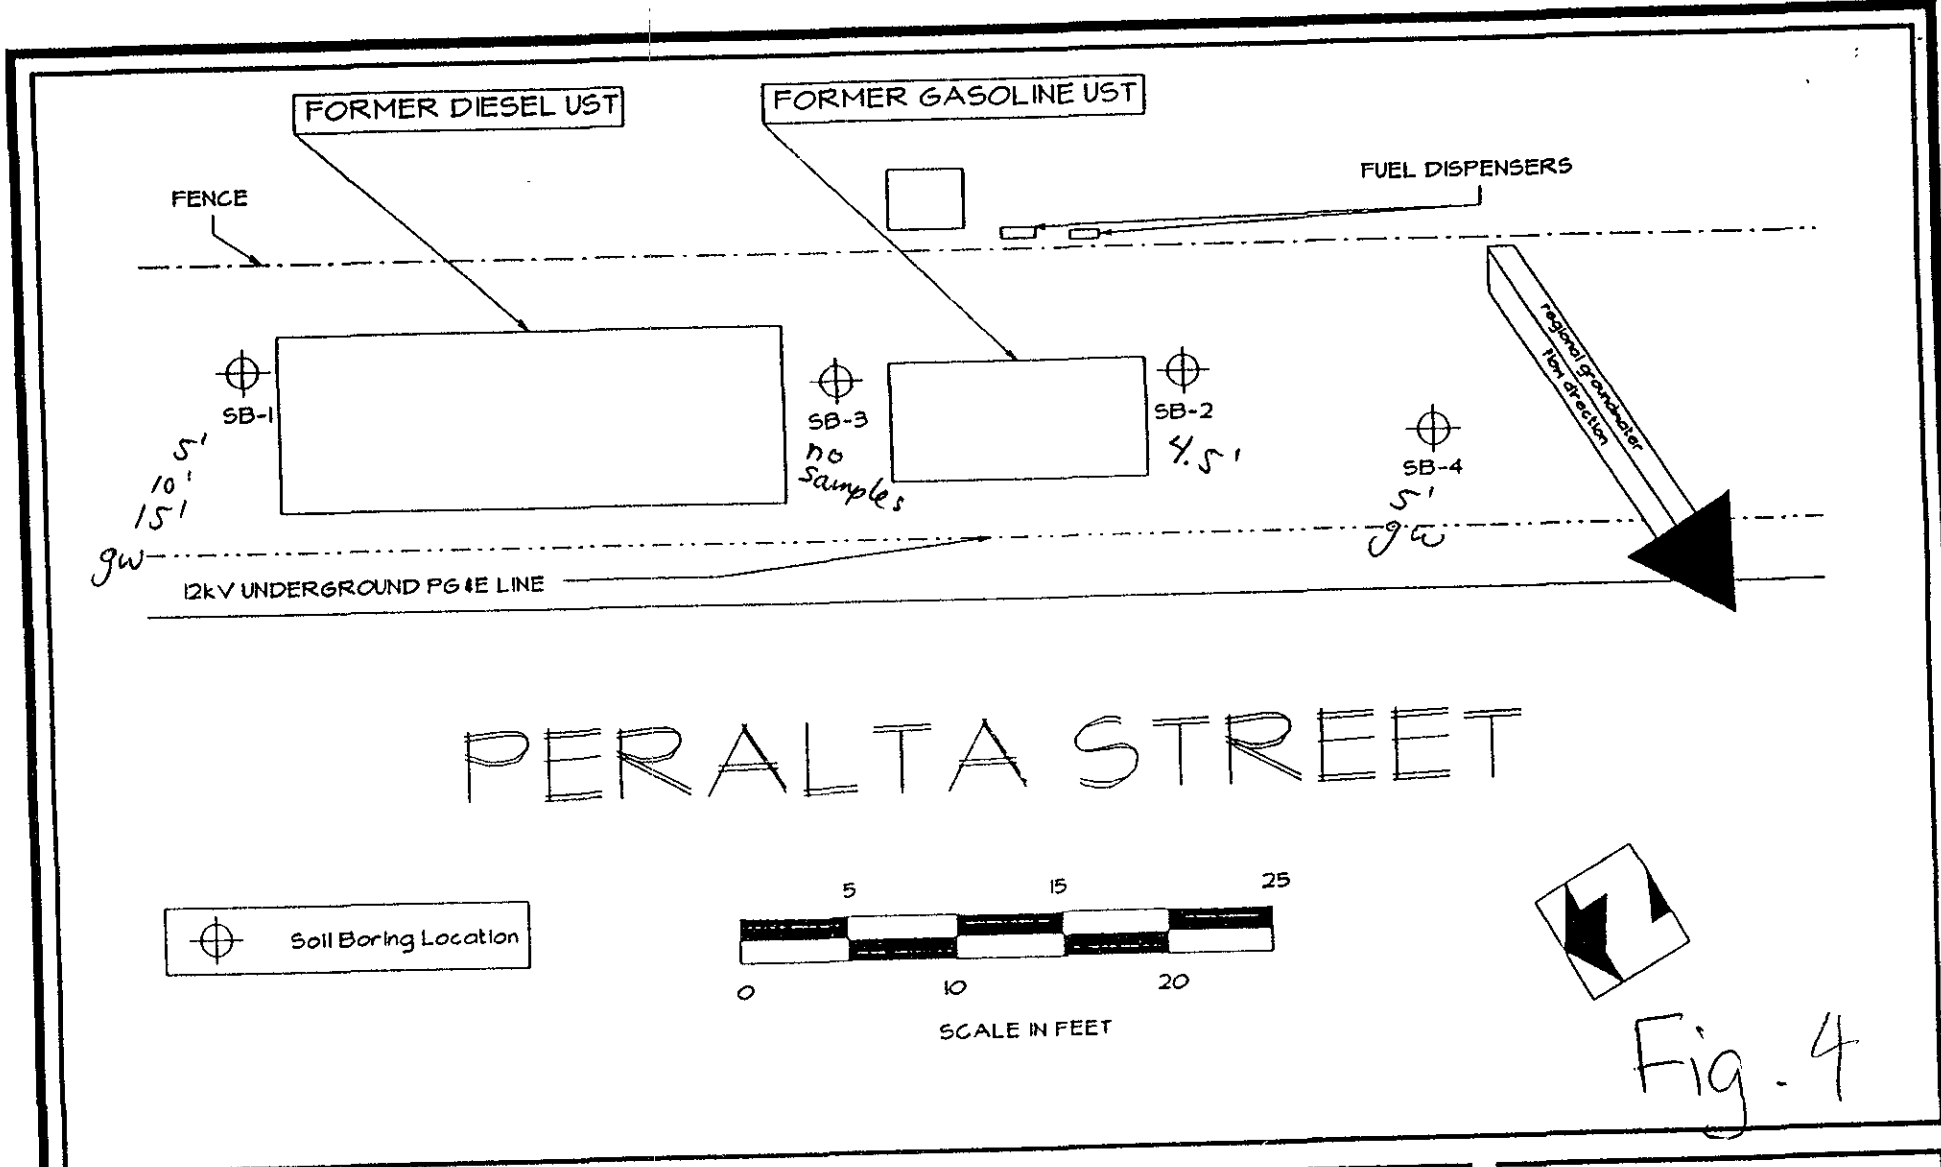 FORMER DIESEL UST
FORMER GASOLINE UST
FUEL DISPENSERS
FENCE
regional groundwater
flow direction
SB-1
5'
10'
15'
gw
SB-3
no
samples
SB-2
4.5'
SB-4
5'
gw
12kV UNDERGROUND PG&E LINE
PERALTA STREET
Soil Boring Location
5 15 25
0 10 20
SCALE IN FEET
Fig. 4